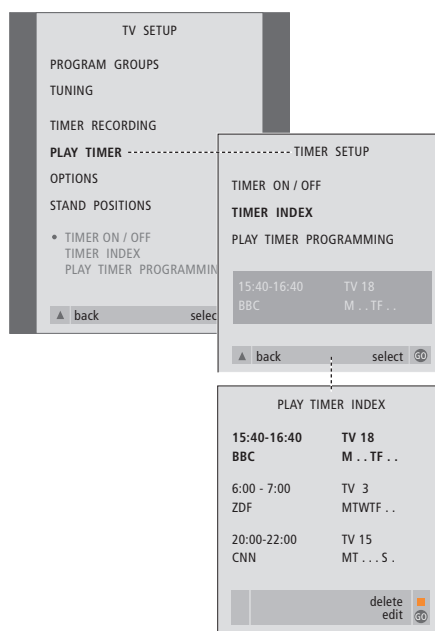 TV SETUP
PROGRAM GROUPS
TUNING
TIMER RECORDING
PLAY TIMER
OPTIONS
STAND POSITIONS
• TIMER ON / OFF
TIMER INDEX
PLAY TIMER PROGRAMMIN
▲ back selec
TIMER SETUP
TIMER ON / OFF
TIMER INDEX
PLAY TIMER PROGRAMMING
15:40-16:40 TV 18
BBC M . . TF . .
▲ back select GO
PLAY TIMER INDEX
15:40-16:40 TV 18
BBC M . . TF . .
6:00 - 7:00 TV 3
ZDF MTWTF . .
20:00-22:00 TV 15
CNN MT . . . S .
delete
edit GO